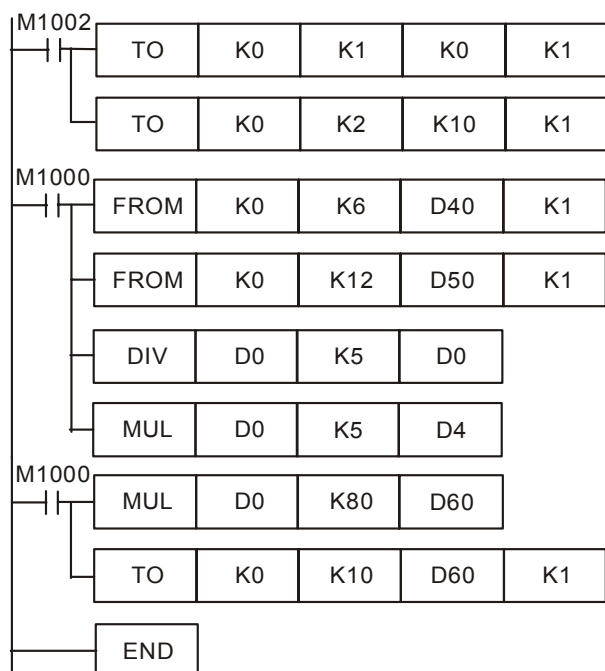 M1002
TO K0 K1 K0 K1
TO K0 K2 K10 K1
M1000
FROM K0 K6 D40 K1
FROM K0 K12 D50 K1
DIV D0 K5 D0
MUL D0 K5 D4
M1000
MUL D0 K80 D60
TO K0 K10 D60 K1
END